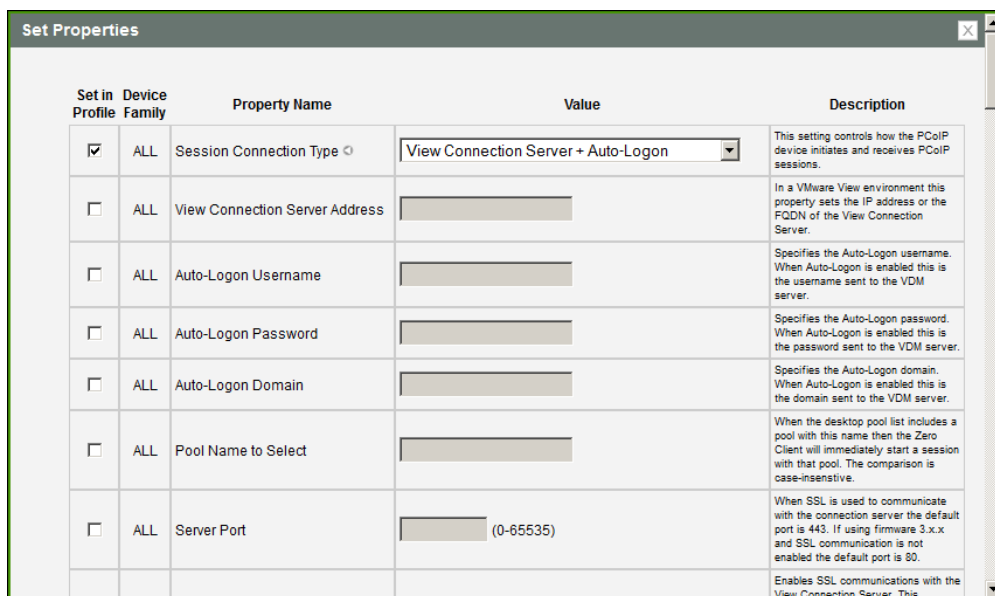 Set Properties
X
Set in Profile
Device Family
Property Name
Value
Description
ALL
Session Connection Type
View Connection Server + Auto-Logon
This setting controls how the PCoIP
device initiates and receives PCoIP
sessions.
ALL
View Connection Server Address
In a VMware View environment this
property sets the IP address or the
FQDN of the View Connection
Server.
ALL
Auto-Logon Username
Specifies the Auto-Logon username.
When Auto-Logon is enabled this is
the username sent to the VDM
server.
ALL
Auto-Logon Password
Specifies the Auto-Logon password.
When Auto-Logon is enabled this is
the password sent to the VDM server.
ALL
Auto-Logon Domain
Specifies the Auto-Logon domain.
When Auto-Logon is enabled this is
the domain sent to the VDM server.
ALL
Pool Name to Select
When the desktop pool list includes a
pool with this name then the Zero
Client will immediately start a session
with that pool. The comparison is
case-insenstive.
ALL
Server Port
(0-65535)
When SSL is used to communicate
with the connection server the default
port is 443. If using firmware 3.x.x
and SSL communication is not
enabled the default port is 80.
Enables SSL communications with the
View Connection Server. This